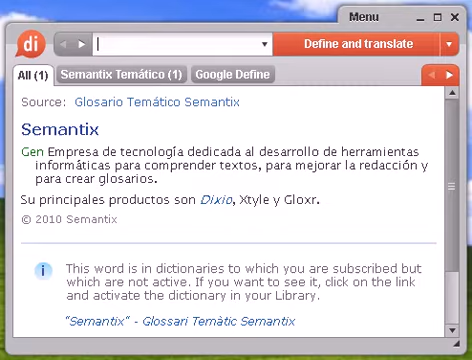 Menu
di
Define and translate
All (1) Semantix Temático (1) Google Define
Source: Glosario Temático Semantix
Semantix
Gen Empresa de tecnología dedicada al desarrollo de herramientas
informáticas para comprender textos, para mejorar la redacción y
para crear glosarios.
Su principales productos son Dixio, Xtyle y Gloxr.
© 2010 Semantix
i
This word is in dictionaries to which you are subscribed but
which are not active. If you want to see it, click on the link
and activate the dictionary in your Library.
"Semantix" - Glossari Temàtic Semantix